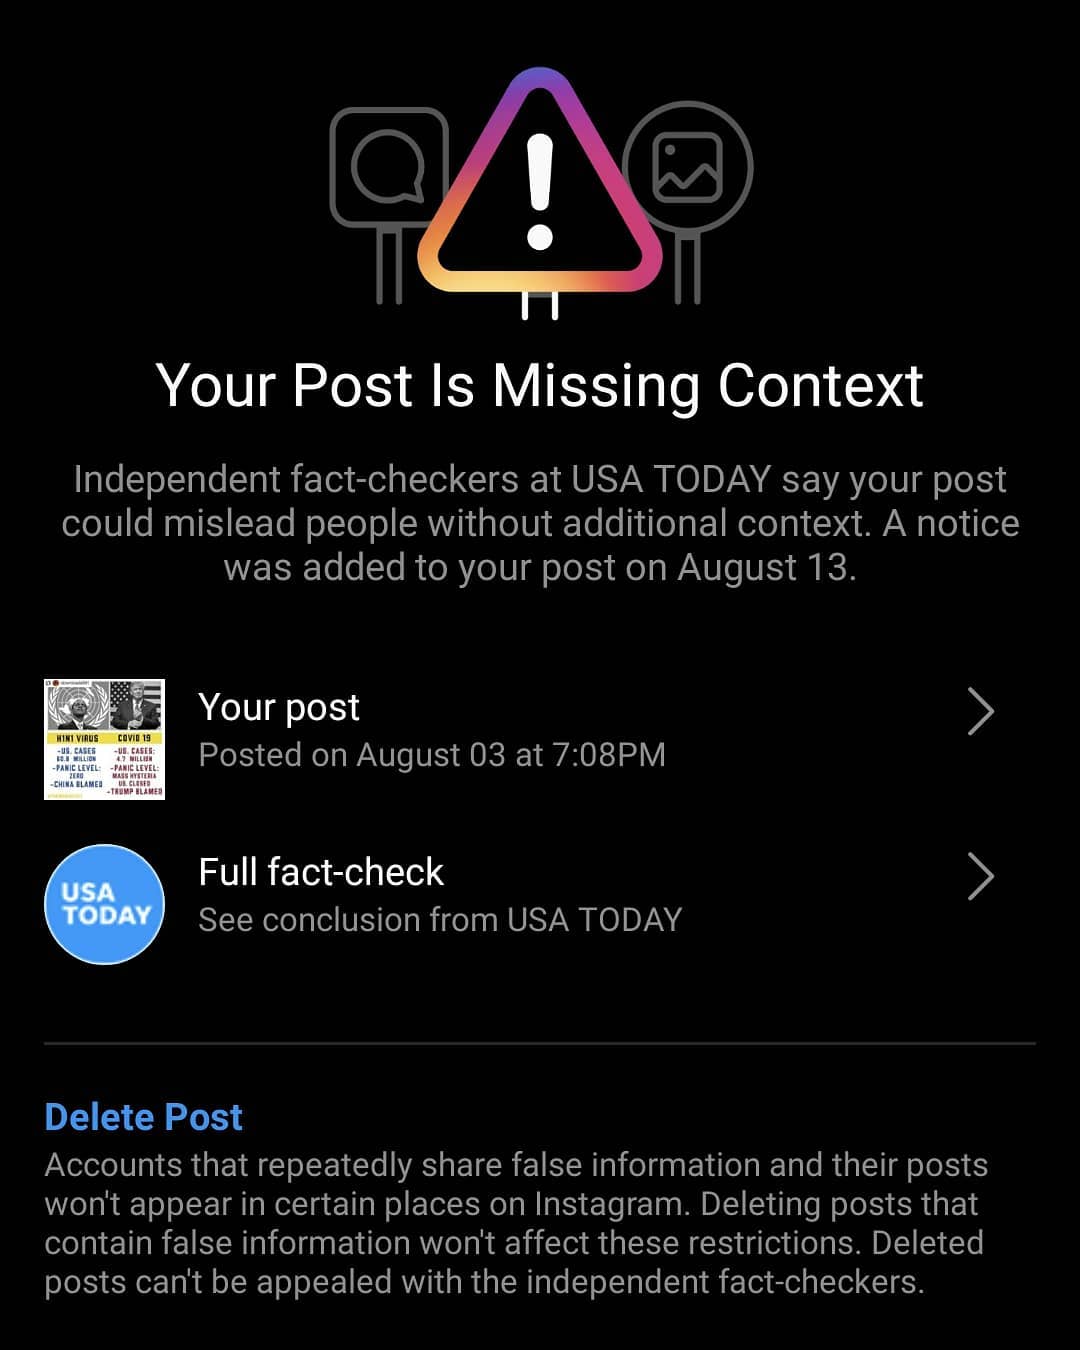 Your Post Is Missing Context
Independent fact-checkers at USA TODAY say your post
could mislead people without additional context. A notice
was added to your post on August 13.
H1N1 VIRUS
COVID 19
-US. CASES
60.8 MILLION
-PANIC LEVEL:
ZERO
-CHINA BLAMED
-US. CASES:
4.7 MILLION
-PANIC LEVEL:
MASS HYSTERIA
US. CLOSED
-TRUMP BLAMED
Your post
Posted on August 03 at 7:08PM
USA
TODAY
Full fact-check
See conclusion from USA TODAY
Delete Post
Accounts that repeatedly share false information and their posts
won't appear in certain places on Instagram. Deleting posts that
contain false information won't affect these restrictions. Deleted
posts can't be appealed with the independent fact-checkers.